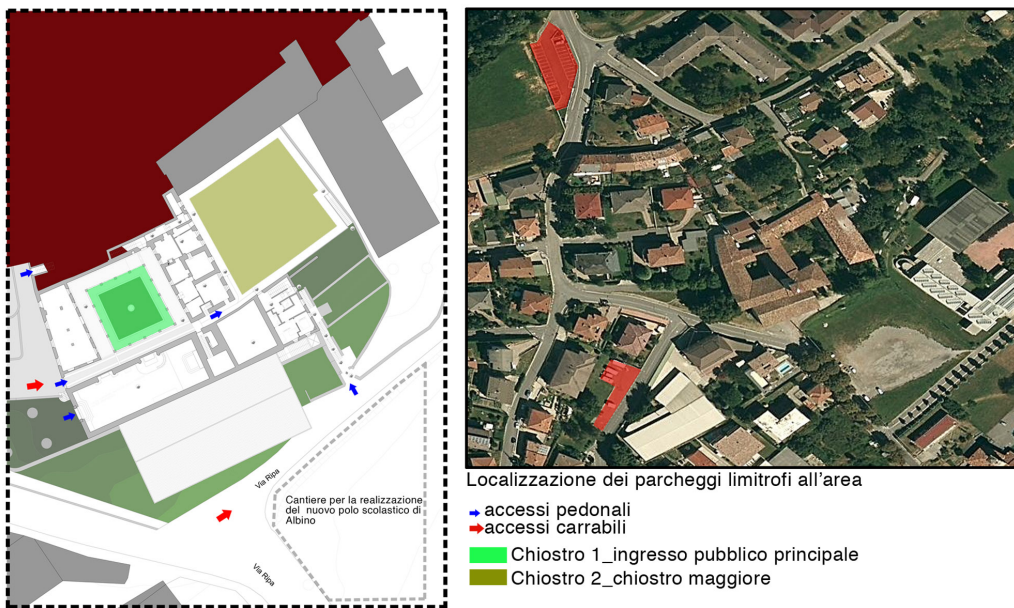 Via Ripa
Cantiere per la realizzazione
del nuovo polo scolastico di
Albino
Via Ripa
Localizzazione dei parcheggi limitrofi all'area
accessi pedonali
accessi carrabili
Chiostro 1_ingresso pubblico principale
Chiostro 2_chiostro maggiore